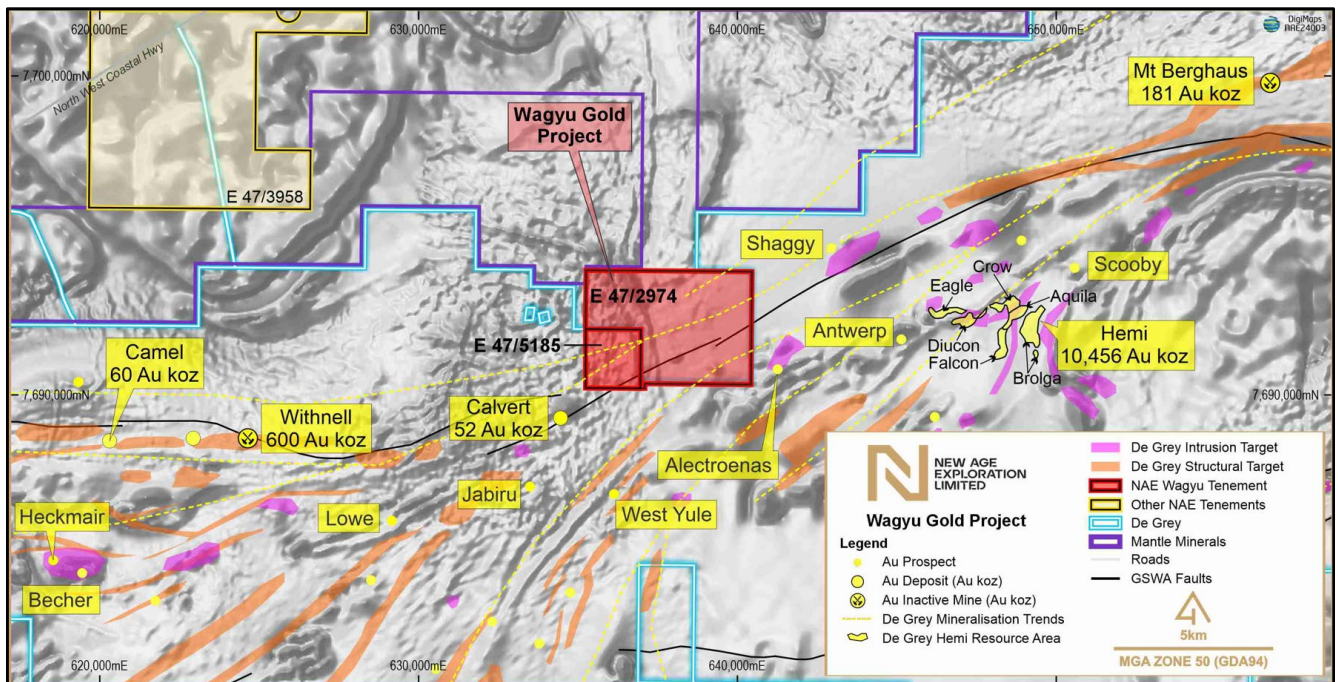 620,000mE
630,000mE
640,000mE
650,000mE
DigiMaps
NAE24003
7,700,000mN
North West Coastal Hwy
Mt Berghaus
181 Au koz
Wagyu Gold
Project
E 47/3958
Shaggy
Scooby
Crow
Eagle
Aquila
E 47/2974
Antwerp
Hemi
10,456 Au koz
Diucon
Falcon
Brolga
E 47/5185
Camel
60 Au koz
7,690,000mN
7,690,000mN
Withnell
600 Au koz
Calvert
52 Au koz
Alectroenas
Jabiru
Heckmair
Lowe
West Yule
Becher
NEW AGE
EXPLORATION
LIMITED
Wagyu Gold Project
Legend
Au Prospect
Au Deposit (Au koz)
Au Inactive Mine (Au koz)
De Grey Mineralisation Trends
De Grey Hemi Resource Area
De Grey Intrusion Target
De Grey Structural Target
NAE Wagyu Tenement
Other NAE Tenements
De Grey
Mantle Minerals
Roads
GSWA Faults
5km
MGA ZONE 50 (GDA94)
620,000mE
630,000mE
640,000mE